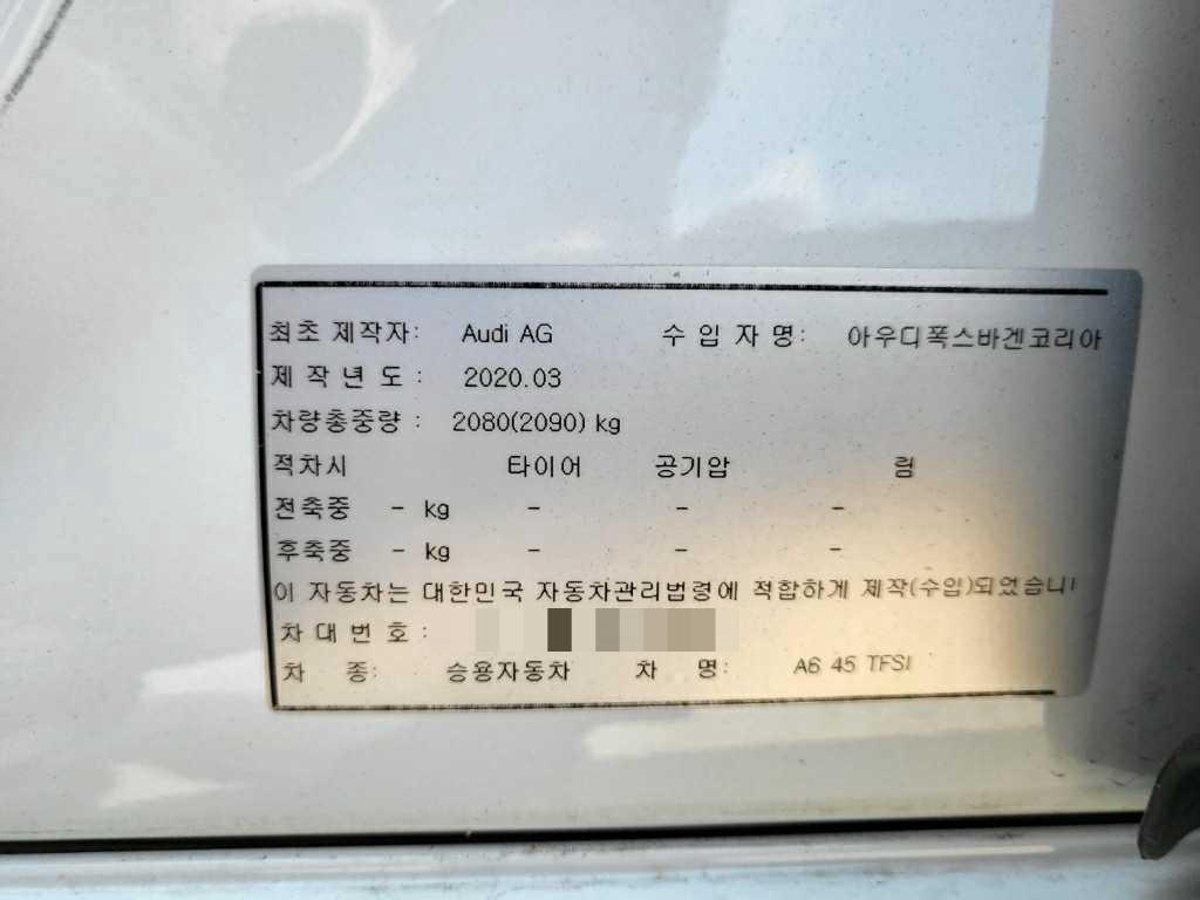 최초 제작자: Audi AG 수 입 자 명: 아우디폭스바겐코리아
제 작 년 도 : 2020.03
차량총중량 : 2080(2090) kg
적차시 타이어 공기압 림
전축중 - kg - - -
후축중 - kg - - -
이 자동차는 대한민국 자동차관리법령에 적합하게 제작(수입)되었습니
차 대 번 호 :
차 종: 승용자동차 차 명: A6 45 TFSI